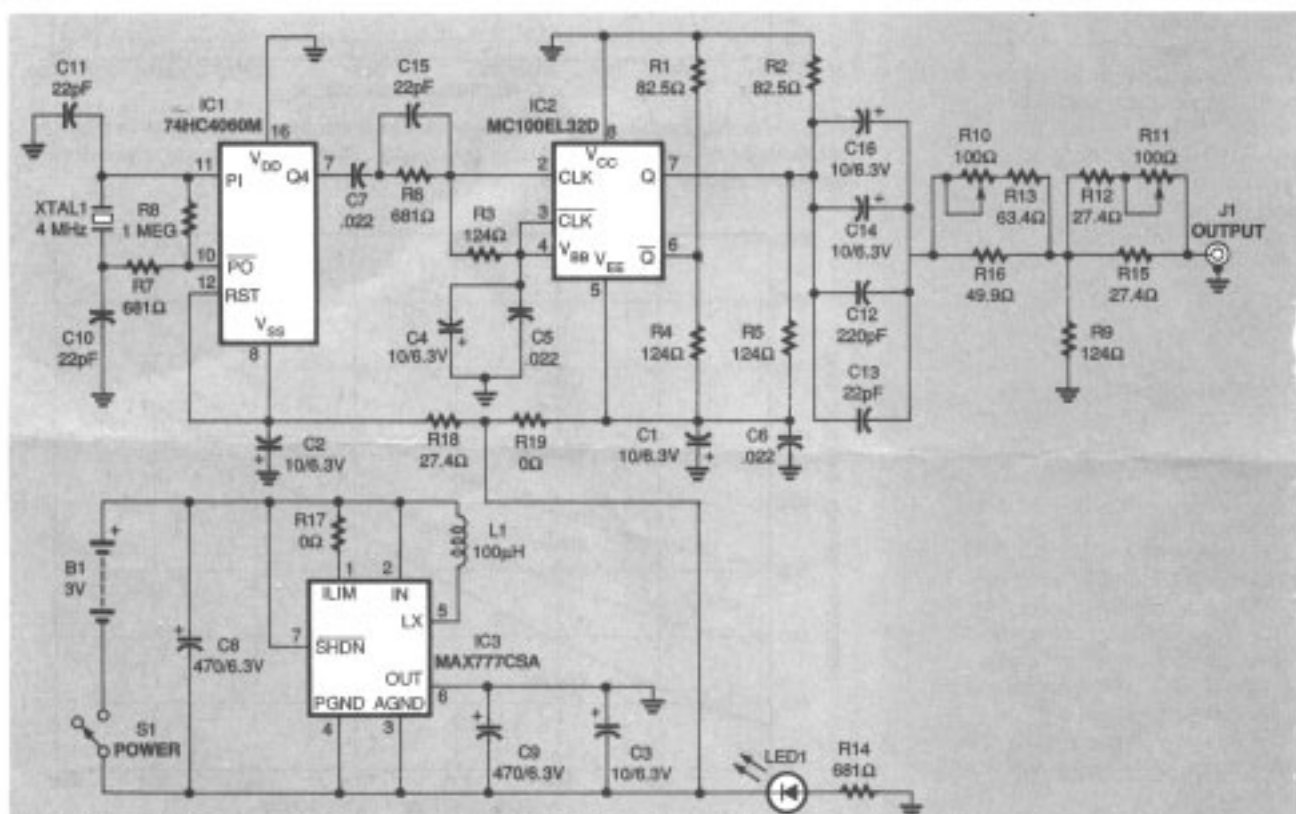 C11
22pF
C15
22pF
R1
82.5Ω
R2
82.5Ω
IC1
74HC4060M
16
IC2
MC100EL32D
8
C16
10/6.3V
R10
100Ω
R11
100Ω
11
PI
VDD
Q4
7
C7
.022
R6
681Ω
2
CLK
VCC
Q
7
R13
63.4Ω
R12
27.4Ω
J1
OUTPUT
XTAL1
4 MHz
R8
1 MEG
R3
124Ω
3
CLK
C14
10/6.3V
10
PO
4
VBB
VEE
Q
6
R16
49.9Ω
R15
27.4Ω
R7
681Ω
12
RST
5
C12
220pF
C10
22pF
VSS
8
C4
10/6.3V
C5
.022
R4
124Ω
R5
124Ω
R9
124Ω
C13
22pF
C2
10/6.3V
R18
27.4Ω
R19
0Ω
C1
10/6.3V
C6
.022
R17
0Ω
L1
100μH
B1
3V
1
2
ILIM
IN
LX
5
C8
470/6.3V
7
SHDN
IC3
MAX777CSA
OUT
6
PGND
AGND
4
3
S1
POWER
C9
470/6.3V
C3
10/6.3V
LED1
R14
681Ω